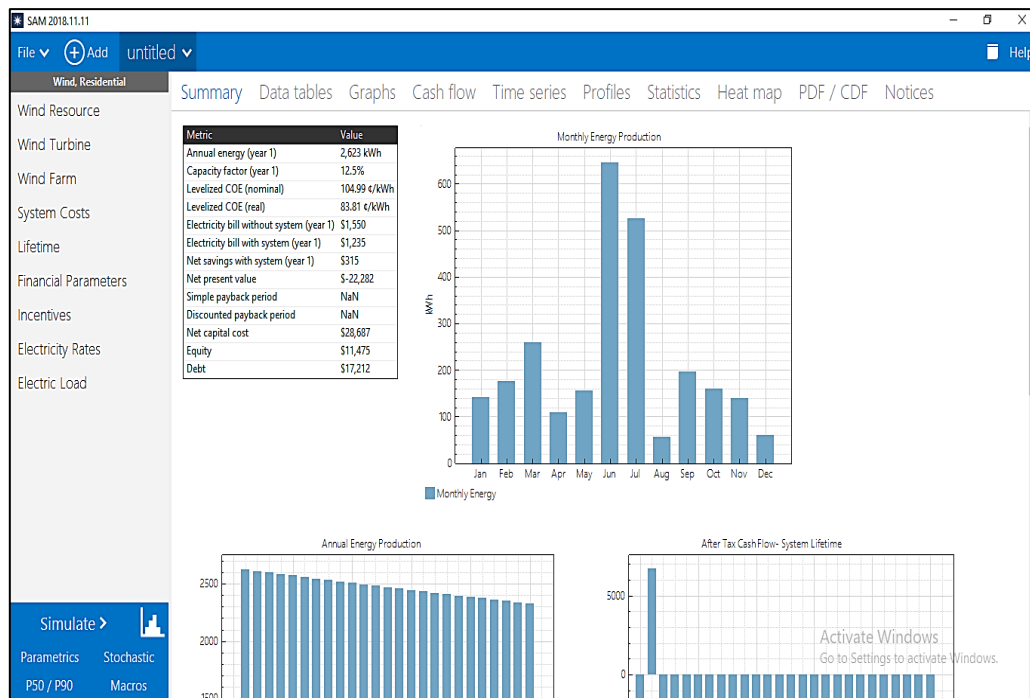 SAM 2018.11.11
File
Add
untitled
Help
Wind, Residential
Wind Resource
Wind Turbine
Wind Farm
System Costs
Lifetime
Financial Parameters
Incentives
Electricity Rates
Electric Load
Simulate >
Parametrics Stochastic
P50 / P90 Macros
Summary Data tables Graphs Cash flow Time series Profiles Statistics Heat map PDF / CDF Notices
Metric Value
Annual energy (year 1) 2,623 kWh
Capacity factor (year 1) 12.5%
Levelized COE (nominal) 104.99 ¢/kWh
Levelized COE (real) 83.81 ¢/kWh
Electricity bill without system (year 1) $1,550
Electricity bill with system (year 1) $1,235
Net savings with system (year 1) $315
Net present value $-22,282
Simple payback period NaN
Discounted payback period NaN
Net capital cost $28,687
Equity $11,475
Debt $17,212
Monthly Energy Production
kWh
600
500
400
300
200
100
0
Jan Feb Mar Apr May Jun Jul Aug Sep Oct Nov Dec
Monthly Energy
Annual Energy Production
2500
2000
1500
After Tax Cash Flow- System Lifetime
5000
0
Activate Windows
Go to Settings to activate Windows.